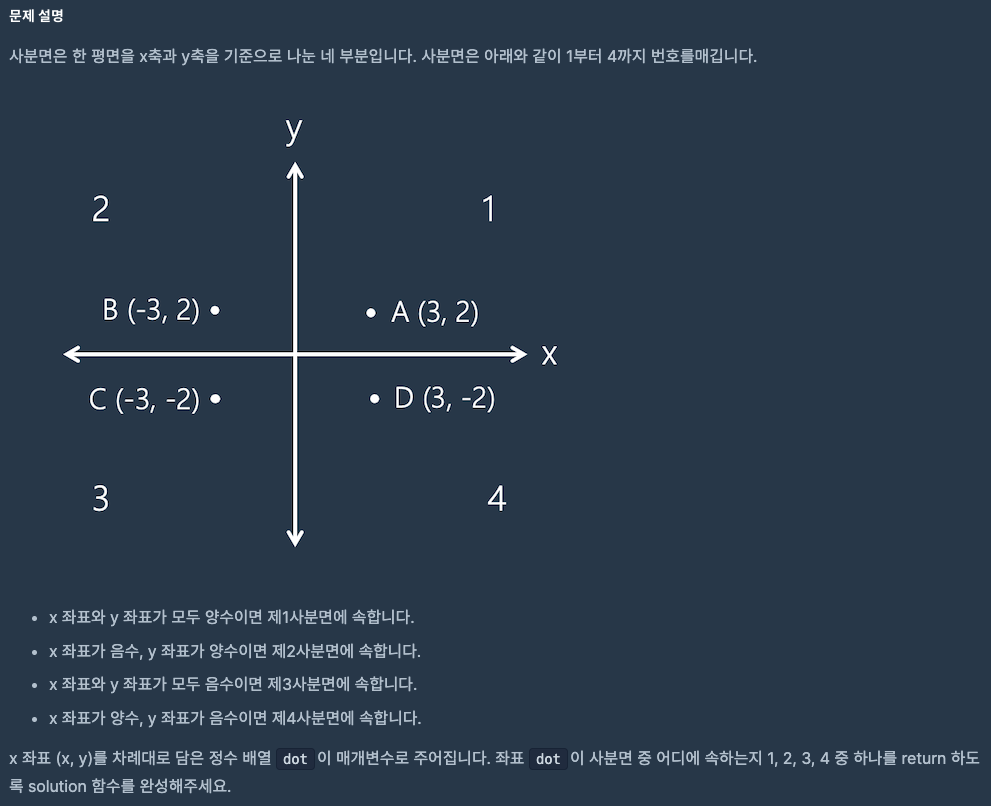 문제 설명
사분면은 한 평면을 x축과 y축을 기준으로 나눈 네 부분입니다. 사분면은 아래와 같이 1부터 4까지 번호를매깁니다.
y
2
1
B (-3, 2)
A (3, 2)
x
C (-3, -2)
D (3, -2)
3
4
x 좌표와 y 좌표가 모두 양수이면 제1사분면에 속합니다.
x 좌표가 음수, y 좌표가 양수이면 제2사분면에 속합니다.
x 좌표와 y 좌표가 모두 음수이면 제3사분면에 속합니다.
x 좌표가 양수, y 좌표가 음수이면 제4사분면에 속합니다.
x 좌표 (x, y)를 차례대로 담은 정수 배열 dot 이 매개변수로 주어집니다. 좌표 dot 이 사분면 중 어디에 속하는지 1, 2, 3, 4 중 하나를 return 하도
록 solution 함수를 완성해주세요.